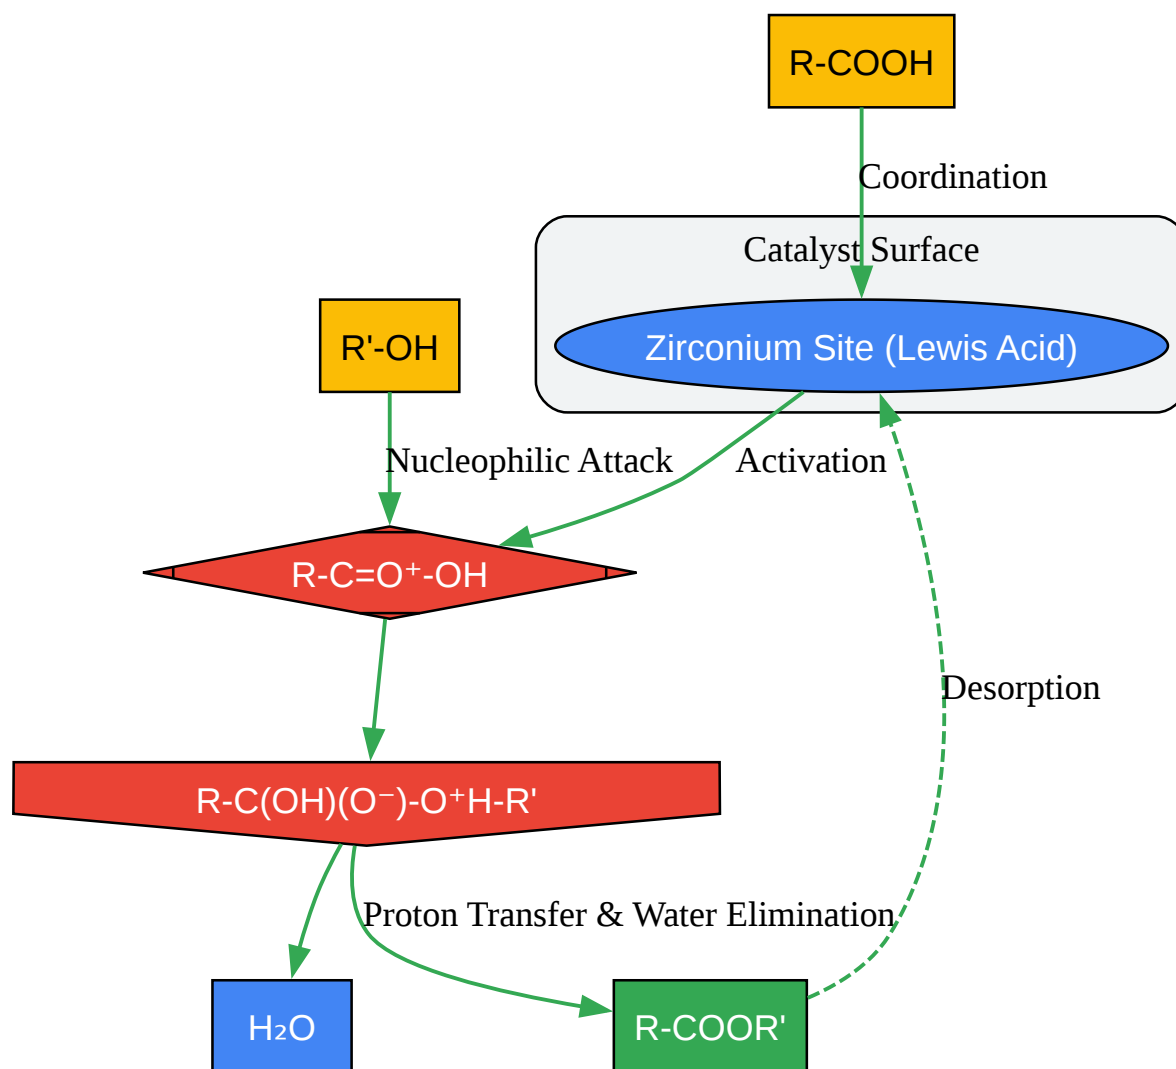 R-COOH
Coordination
Catalyst Surface
Zirconium Site (Lewis Acid)
R'-OH
Nucleophilic Attack
Activation
R-C=O⁺-OH
Desorption
R-C(OH)(O⁻)-O⁺H-R'
Proton Transfer & Water Elimination
H₂O
R-COOR'